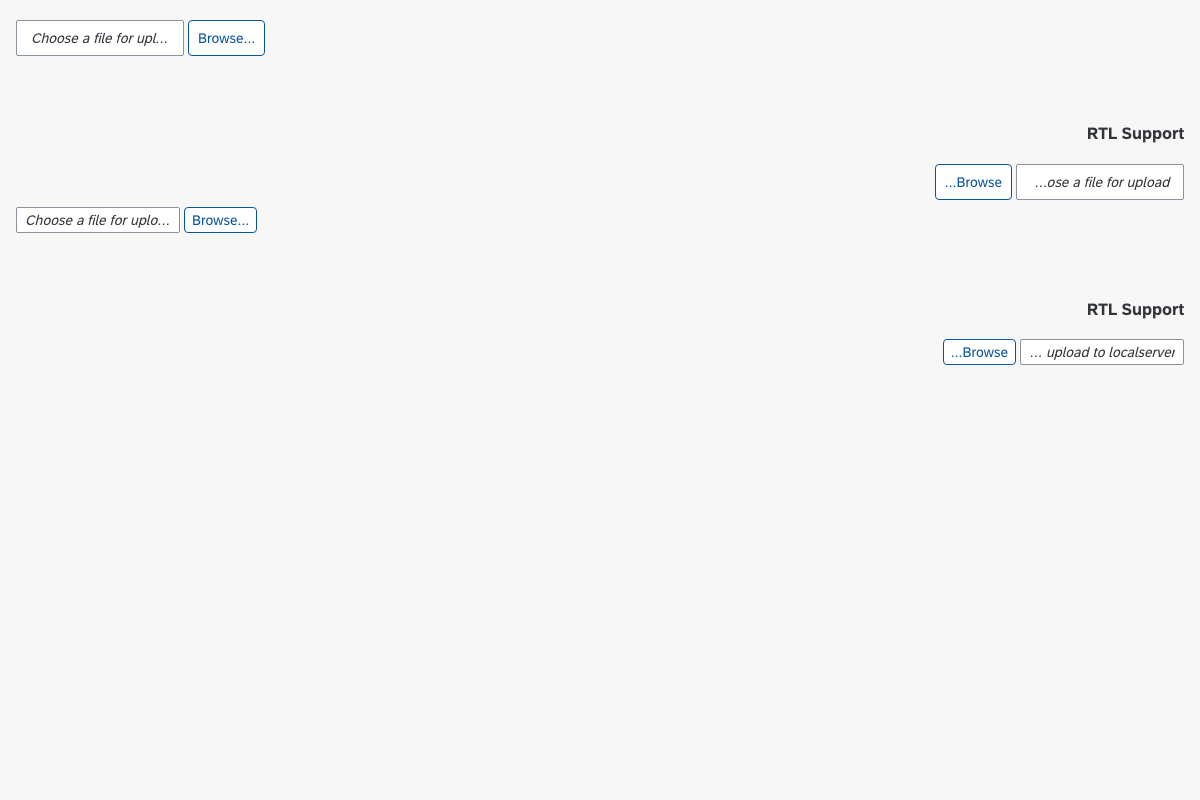 Choose a file for upl... Browse...
RTL Support
...Browse ...ose a file for upload
Choose a file for uplo... Browse...
RTL Support
...Browse ... upload to localserver